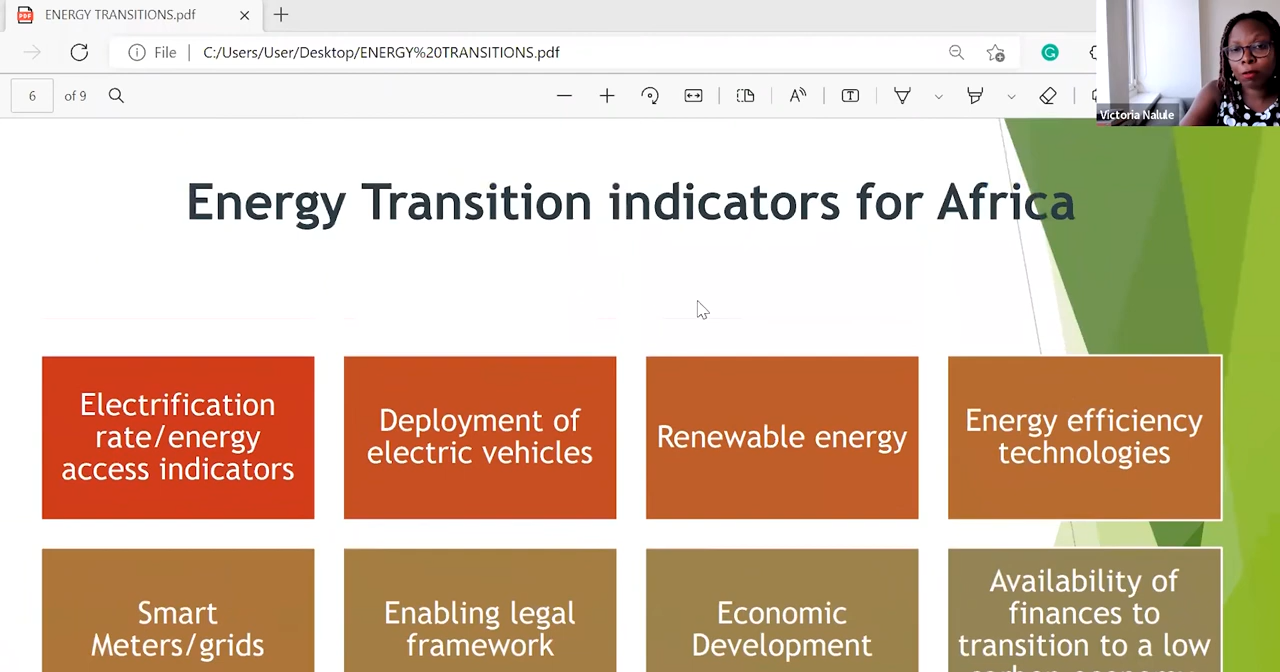 ENERGY TRANSITIONS.pdf
File
C:/Users/User/Desktop/ENERGY%20TRANSITIONS.pdf
6
of 9
Victoria Nalule
Energy Transition indicators for Africa
Electrification
rate/energy
access indicators
Deployment of
electric vehicles
Renewable energy
Energy efficiency
technologies
Smart
Meters/grids
Enabling legal
framework
Economic
Development
Availability of
finances to
transition to a low